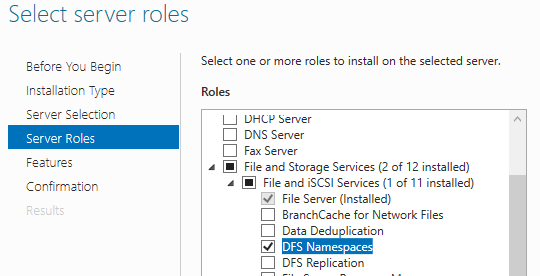 Select server roles
Before You Begin
Installation Type
Server Selection
Server Roles
Features
Confirmation
Results
Select one or more roles to install on the selected server.
Roles
DHCP Server
DNS Server
Fax Server
File and Storage Services (2 of 12 installed)
File and iSCSI Services (1 of 11 installed)
File Server (Installed)
BranchCache for Network Files
Data Deduplication
DFS Namespaces
DFS Replication